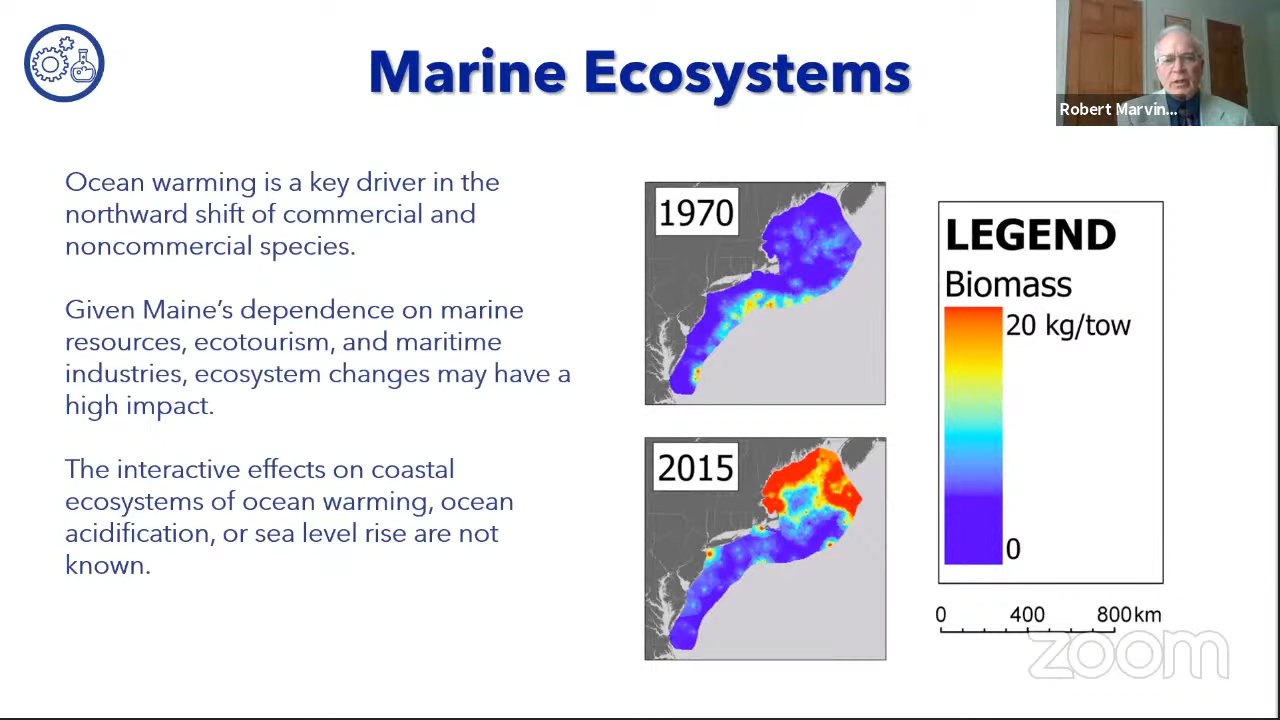 Marine Ecosystems
Robert Marvin...
Ocean warming is a key driver in the
northward shift of commercial and
noncommercial species.
Given Maine’s dependence on marine
resources, ecotourism, and maritime
industries, ecosystem changes may have a
high impact.
The interactive effects on coastal
ecosystems of ocean warming, ocean
acidification, or sea level rise are not
known.
1970
2015
LEGEND
Biomass
20 kg/tow
0
0 400 800km
zoom